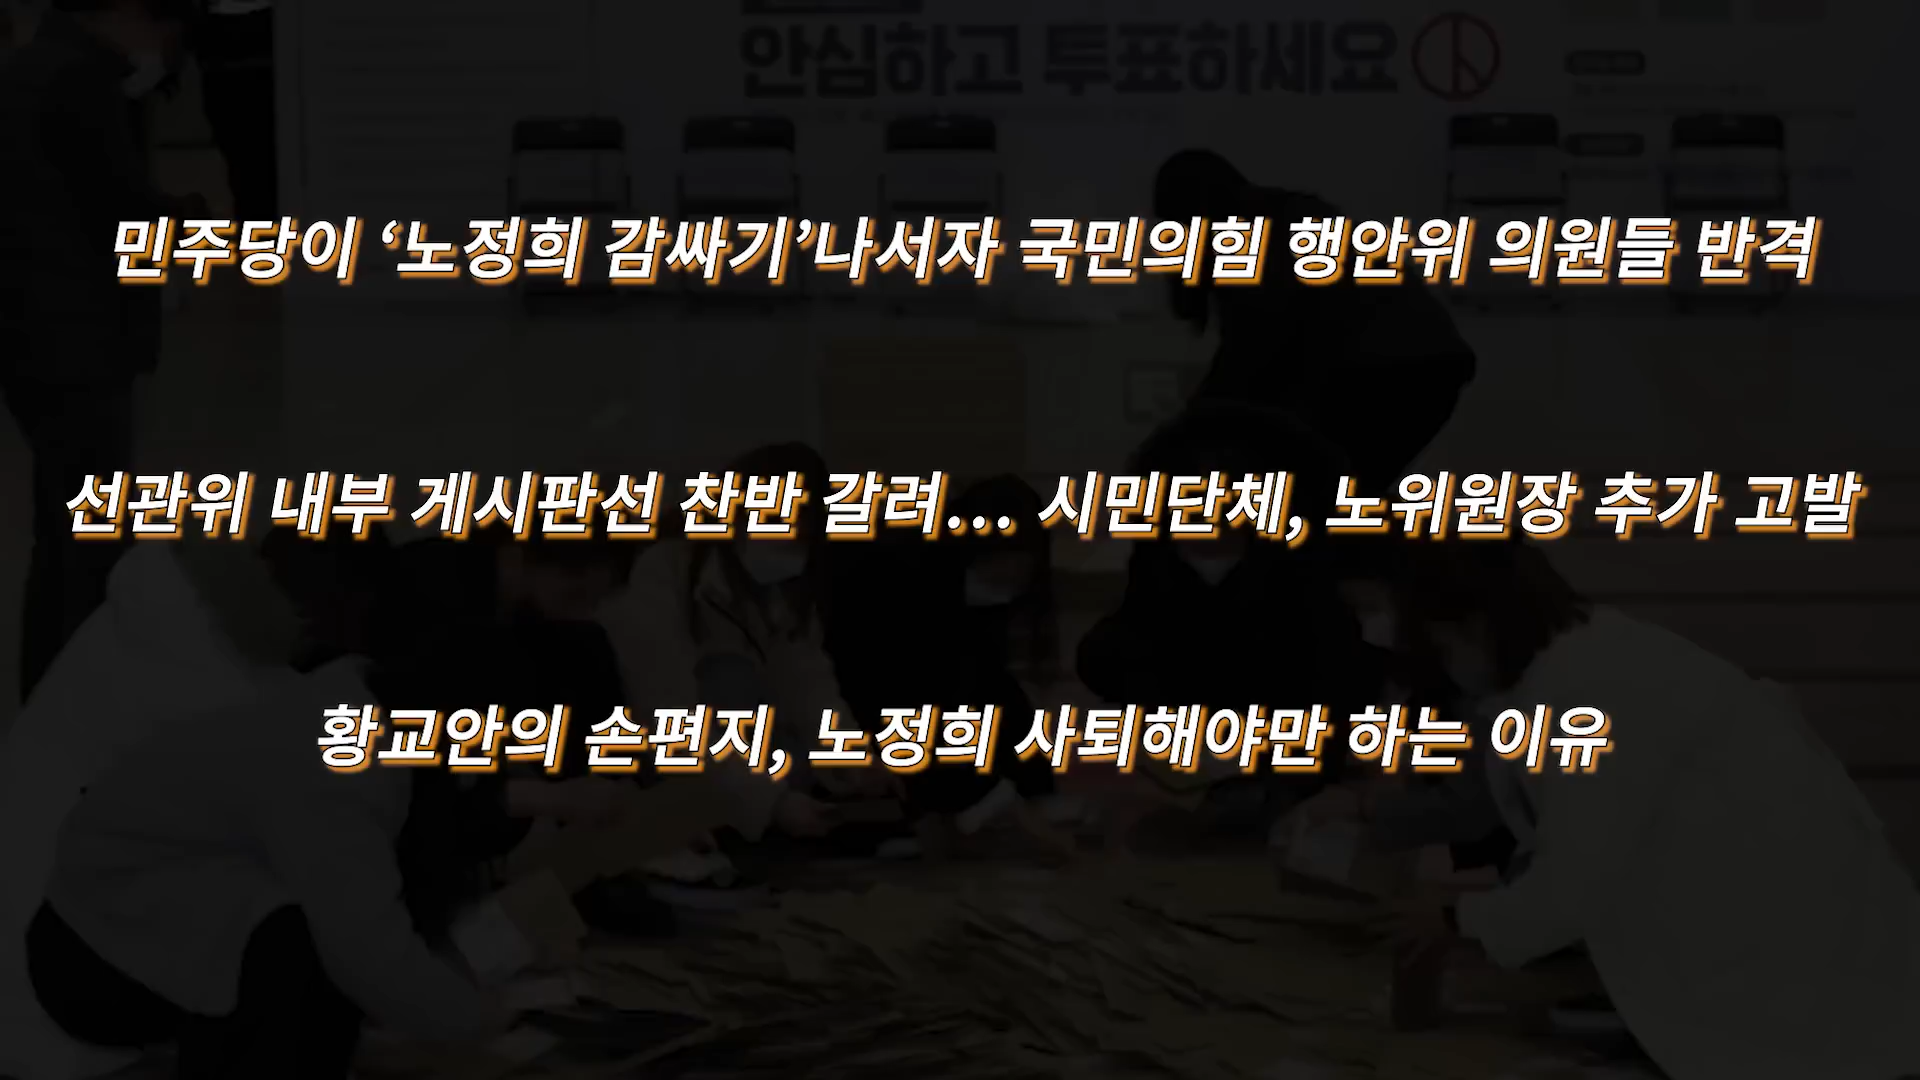 안심하고 투표하세요
민주당이 ‘노정희 감싸기’나서자 국민의힘 행안위 의원들 반격
선관위 내부 게시판선 찬반 갈려... 시민단체, 노위원장 추가 고발
황교안의 손편지, 노정희 사퇴해야만 하는 이유